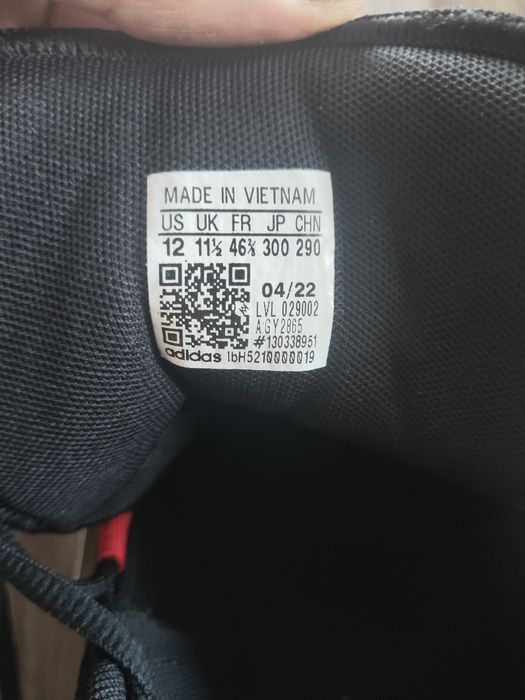 MADE IN VIETNAM
US UK FR JP CHN
12 11½ 46⅔ 300 290
04/22
LVL 029002
A:GY2865
#130338951
adidas IbH5210000019